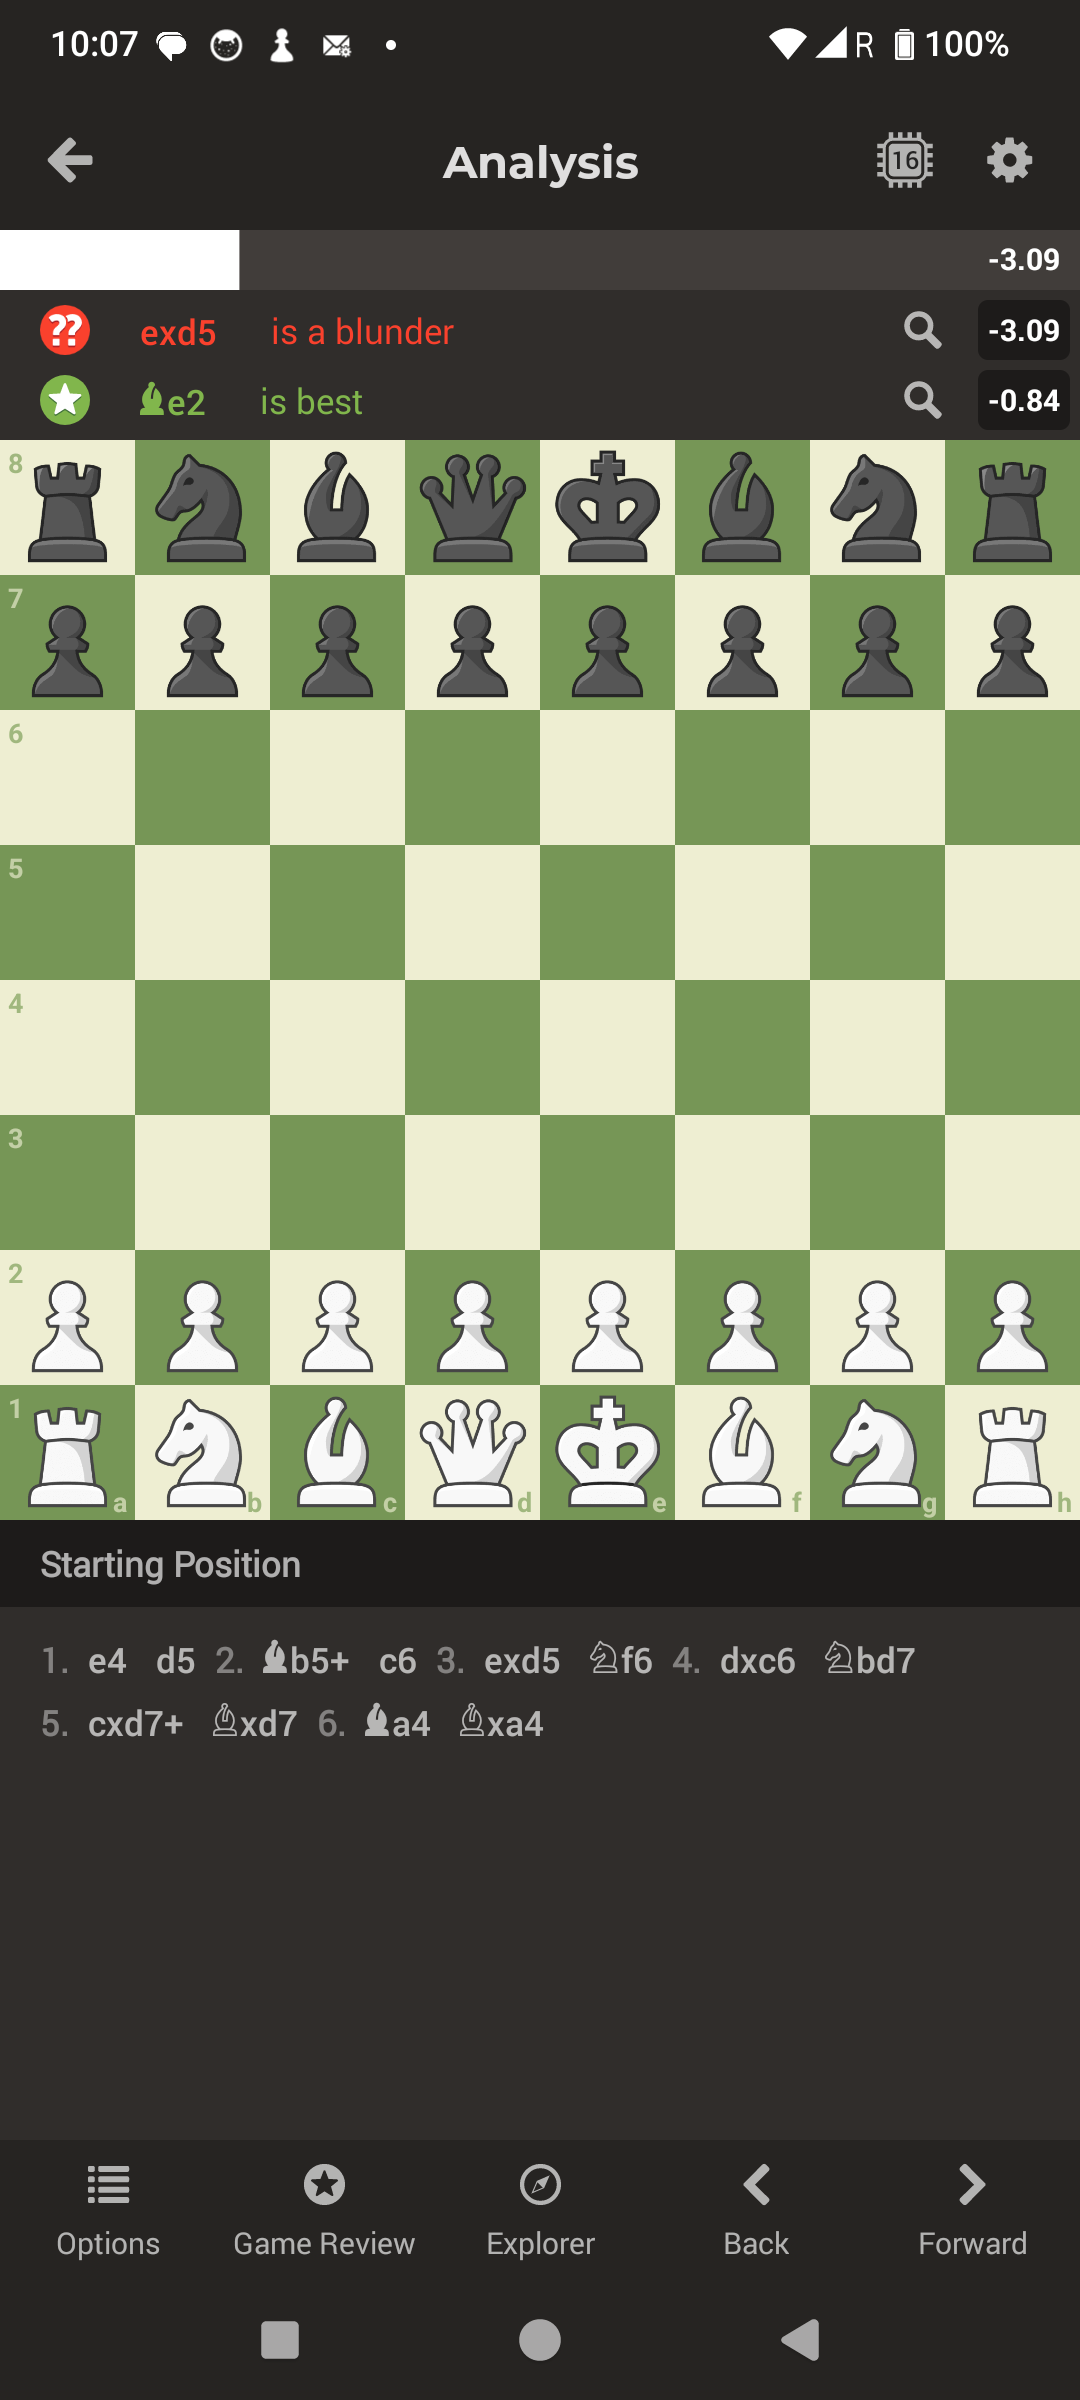 10:07 R 100%
Analysis 16
-3.09
?? exd5 is a blunder -3.09
e2 is best -0.84
8
7
6
5
4
3
2
1 a b c d e f g h
Starting Position
1. e4 d5 2. ♝b5+ c6 3. exd5 ♘f6 4. dxc6 ♘bd7
5. cxd7+ ♗xd7 6. ♝a4 ♗xa4
Options Game Review Explorer Back Forward